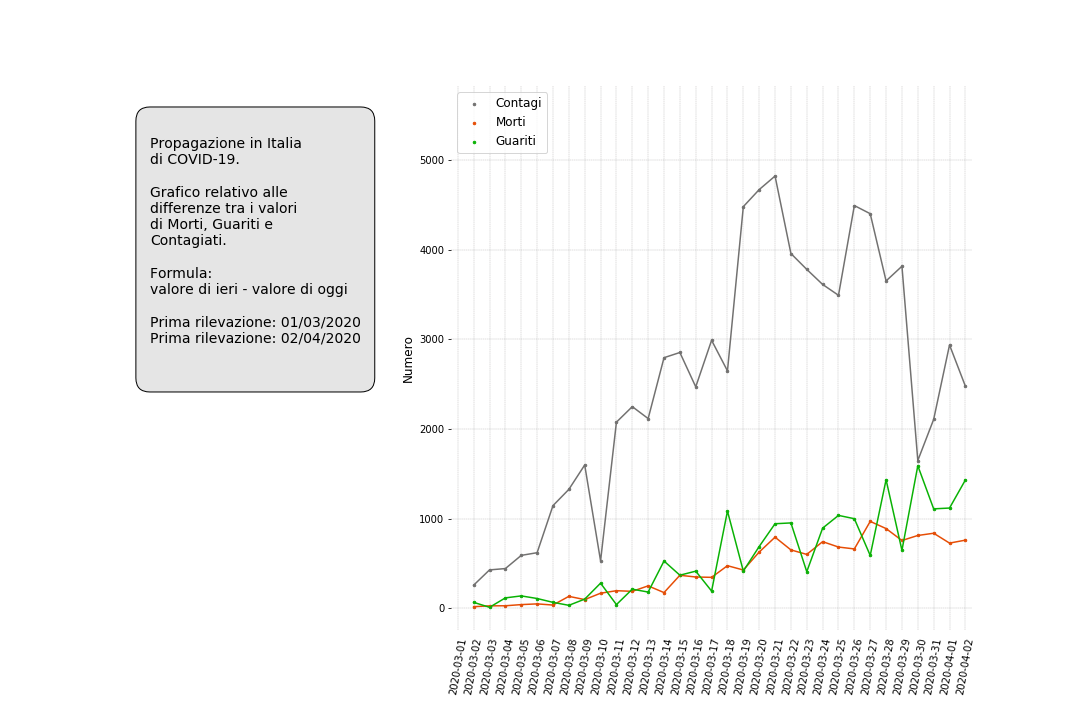 Propagazione in Italia
di COVID-19.
Grafico relativo alle
differenze tra i valori
di Morti, Guariti e
Contagiati.
Formula:
valore di ieri - valore di oggi
Prima rilevazione: 01/03/2020
Prima rilevazione: 02/04/2020
Contagi
Morti
Guariti
Numero
5000
4000
3000
2000
1000
0
2020-03-01
2020-03-02
2020-03-03
2020-03-04
2020-03-05
2020-03-06
2020-03-07
2020-03-08
2020-03-09
2020-03-10
2020-03-11
2020-03-12
2020-03-13
2020-03-14
2020-03-15
2020-03-16
2020-03-17
2020-03-18
2020-03-19
2020-03-20
2020-03-21
2020-03-22
2020-03-23
2020-03-24
2020-03-25
2020-03-26
2020-03-27
2020-03-28
2020-03-29
2020-03-30
2020-03-31
2020-04-01
2020-04-02